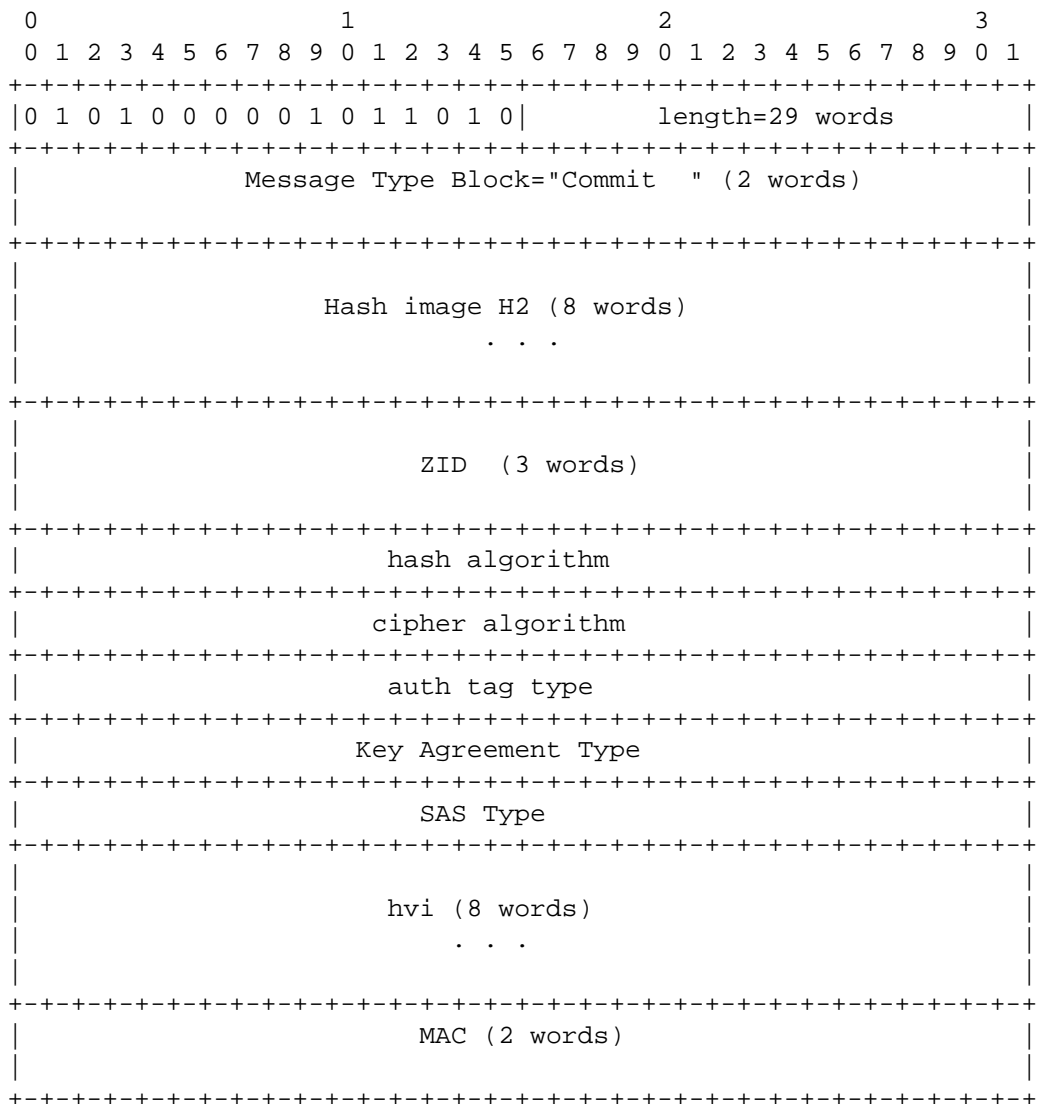 0                   1                   2                   3
 0 1 2 3 4 5 6 7 8 9 0 1 2 3 4 5 6 7 8 9 0 1 2 3 4 5 6 7 8 9 0 1
+-+-+-+-+-+-+-+-+-+-+-+-+-+-+-+-+-+-+-+-+-+-+-+-+-+-+-+-+-+-+-+-+
|0 1 0 1 0 0 0 0 0 1 0 1 1 0 1 0|        length=29 words        |
+-+-+-+-+-+-+-+-+-+-+-+-+-+-+-+-+-+-+-+-+-+-+-+-+-+-+-+-+-+-+-+-+
|              Message Type Block="Commit  " (2 words)          |
|                                                               |
+-+-+-+-+-+-+-+-+-+-+-+-+-+-+-+-+-+-+-+-+-+-+-+-+-+-+-+-+-+-+-+-+
|                                                               |
|                   Hash image H2 (8 words)                     |
|                             . . .                             |
|                                                               |
+-+-+-+-+-+-+-+-+-+-+-+-+-+-+-+-+-+-+-+-+-+-+-+-+-+-+-+-+-+-+-+-+
|                                                               |
|                         ZID  (3 words)                        |
|                                                               |
+-+-+-+-+-+-+-+-+-+-+-+-+-+-+-+-+-+-+-+-+-+-+-+-+-+-+-+-+-+-+-+-+
|                       hash algorithm                          |
+-+-+-+-+-+-+-+-+-+-+-+-+-+-+-+-+-+-+-+-+-+-+-+-+-+-+-+-+-+-+-+-+
|                      cipher algorithm                         |
+-+-+-+-+-+-+-+-+-+-+-+-+-+-+-+-+-+-+-+-+-+-+-+-+-+-+-+-+-+-+-+-+
|                       auth tag type                           |
+-+-+-+-+-+-+-+-+-+-+-+-+-+-+-+-+-+-+-+-+-+-+-+-+-+-+-+-+-+-+-+-+
|                     Key Agreement Type                        |
+-+-+-+-+-+-+-+-+-+-+-+-+-+-+-+-+-+-+-+-+-+-+-+-+-+-+-+-+-+-+-+-+
|                         SAS Type                              |
+-+-+-+-+-+-+-+-+-+-+-+-+-+-+-+-+-+-+-+-+-+-+-+-+-+-+-+-+-+-+-+-+
|                                                               |
|                       hvi (8 words)                           |
|                           . . .                               |
|                                                               |
+-+-+-+-+-+-+-+-+-+-+-+-+-+-+-+-+-+-+-+-+-+-+-+-+-+-+-+-+-+-+-+-+
|                         MAC (2 words)                         |
|                                                               |
+-+-+-+-+-+-+-+-+-+-+-+-+-+-+-+-+-+-+-+-+-+-+-+-+-+-+-+-+-+-+-+-+